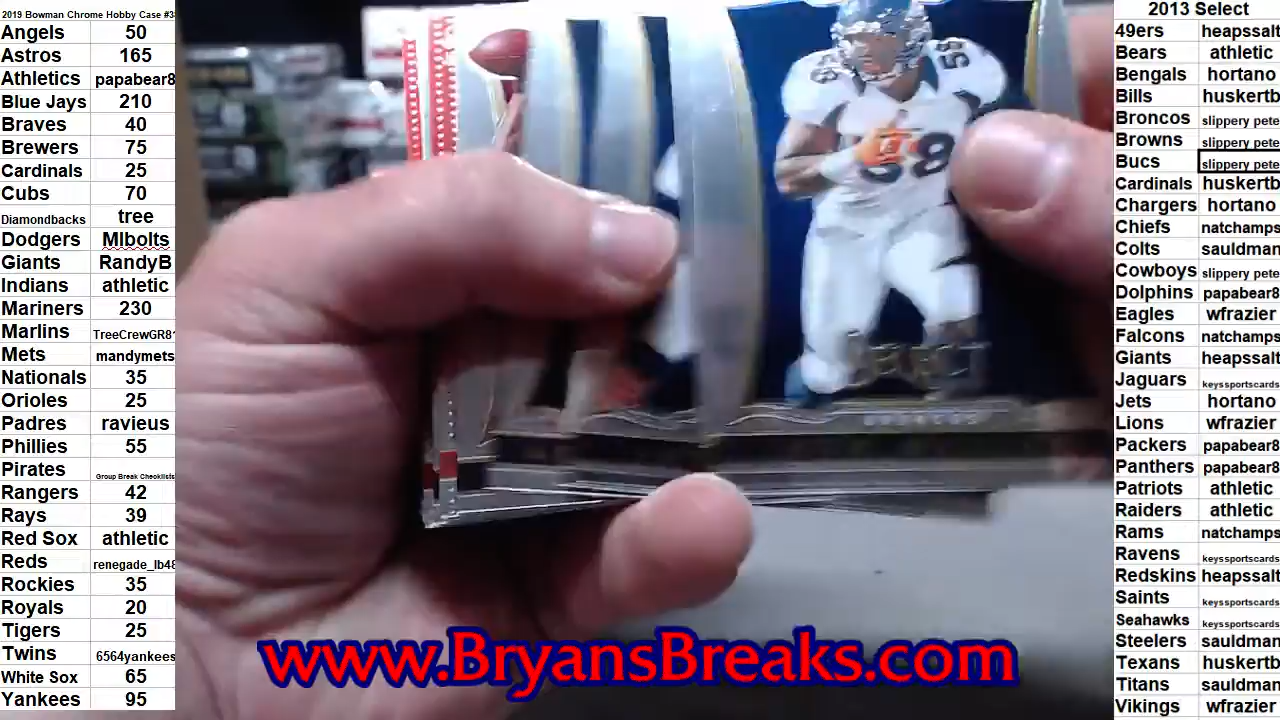 2019 Bowman Chrome Hobby Case #3
Angels 50
Astros 165
Athletics papabear8
Blue Jays 210
Braves 40
Brewers 75
Cardinals 25
Cubs 70
Diamondbacks tree
Dodgers Mlbolts
Giants RandyB
Indians athletic
Mariners 230
Marlins TreeCrewGR8
Mets mandymets
Nationals 35
Orioles 25
Padres ravieus
Phillies 55
Pirates Group Break Checklists
Rangers 42
Rays 39
Red Sox athletic
Reds renegade_lb48
Rockies 35
Royals 20
Tigers 25
Twins 6564yankees
White Sox 65
Yankees 95
58
SELECT
BRONCOS
www.BryansBreaks.com
2013 Select
49ers heapssalt
Bears athletic
Bengals hortano
Bills huskertb
Broncos slippery pete
Browns slippery pete
Bucs slippery pete
Cardinals huskertb
Chargers hortano
Chiefs natchamps
Colts sauldman
Cowboys slippery pete
Dolphins papabear8
Eagles wfrazier
Falcons natchamps
Giants heapssalt
Jaguars keyssportscards
Jets hortano
Lions wfrazier
Packers papabear8
Panthers papabear8
Patriots athletic
Raiders athletic
Rams natchamps
Ravens keyssportscards
Redskins heapssalt
Saints keyssportscards
Seahawks keyssportscards
Steelers sauldman
Texans huskertb
Titans sauldman
Vikings wfrazier